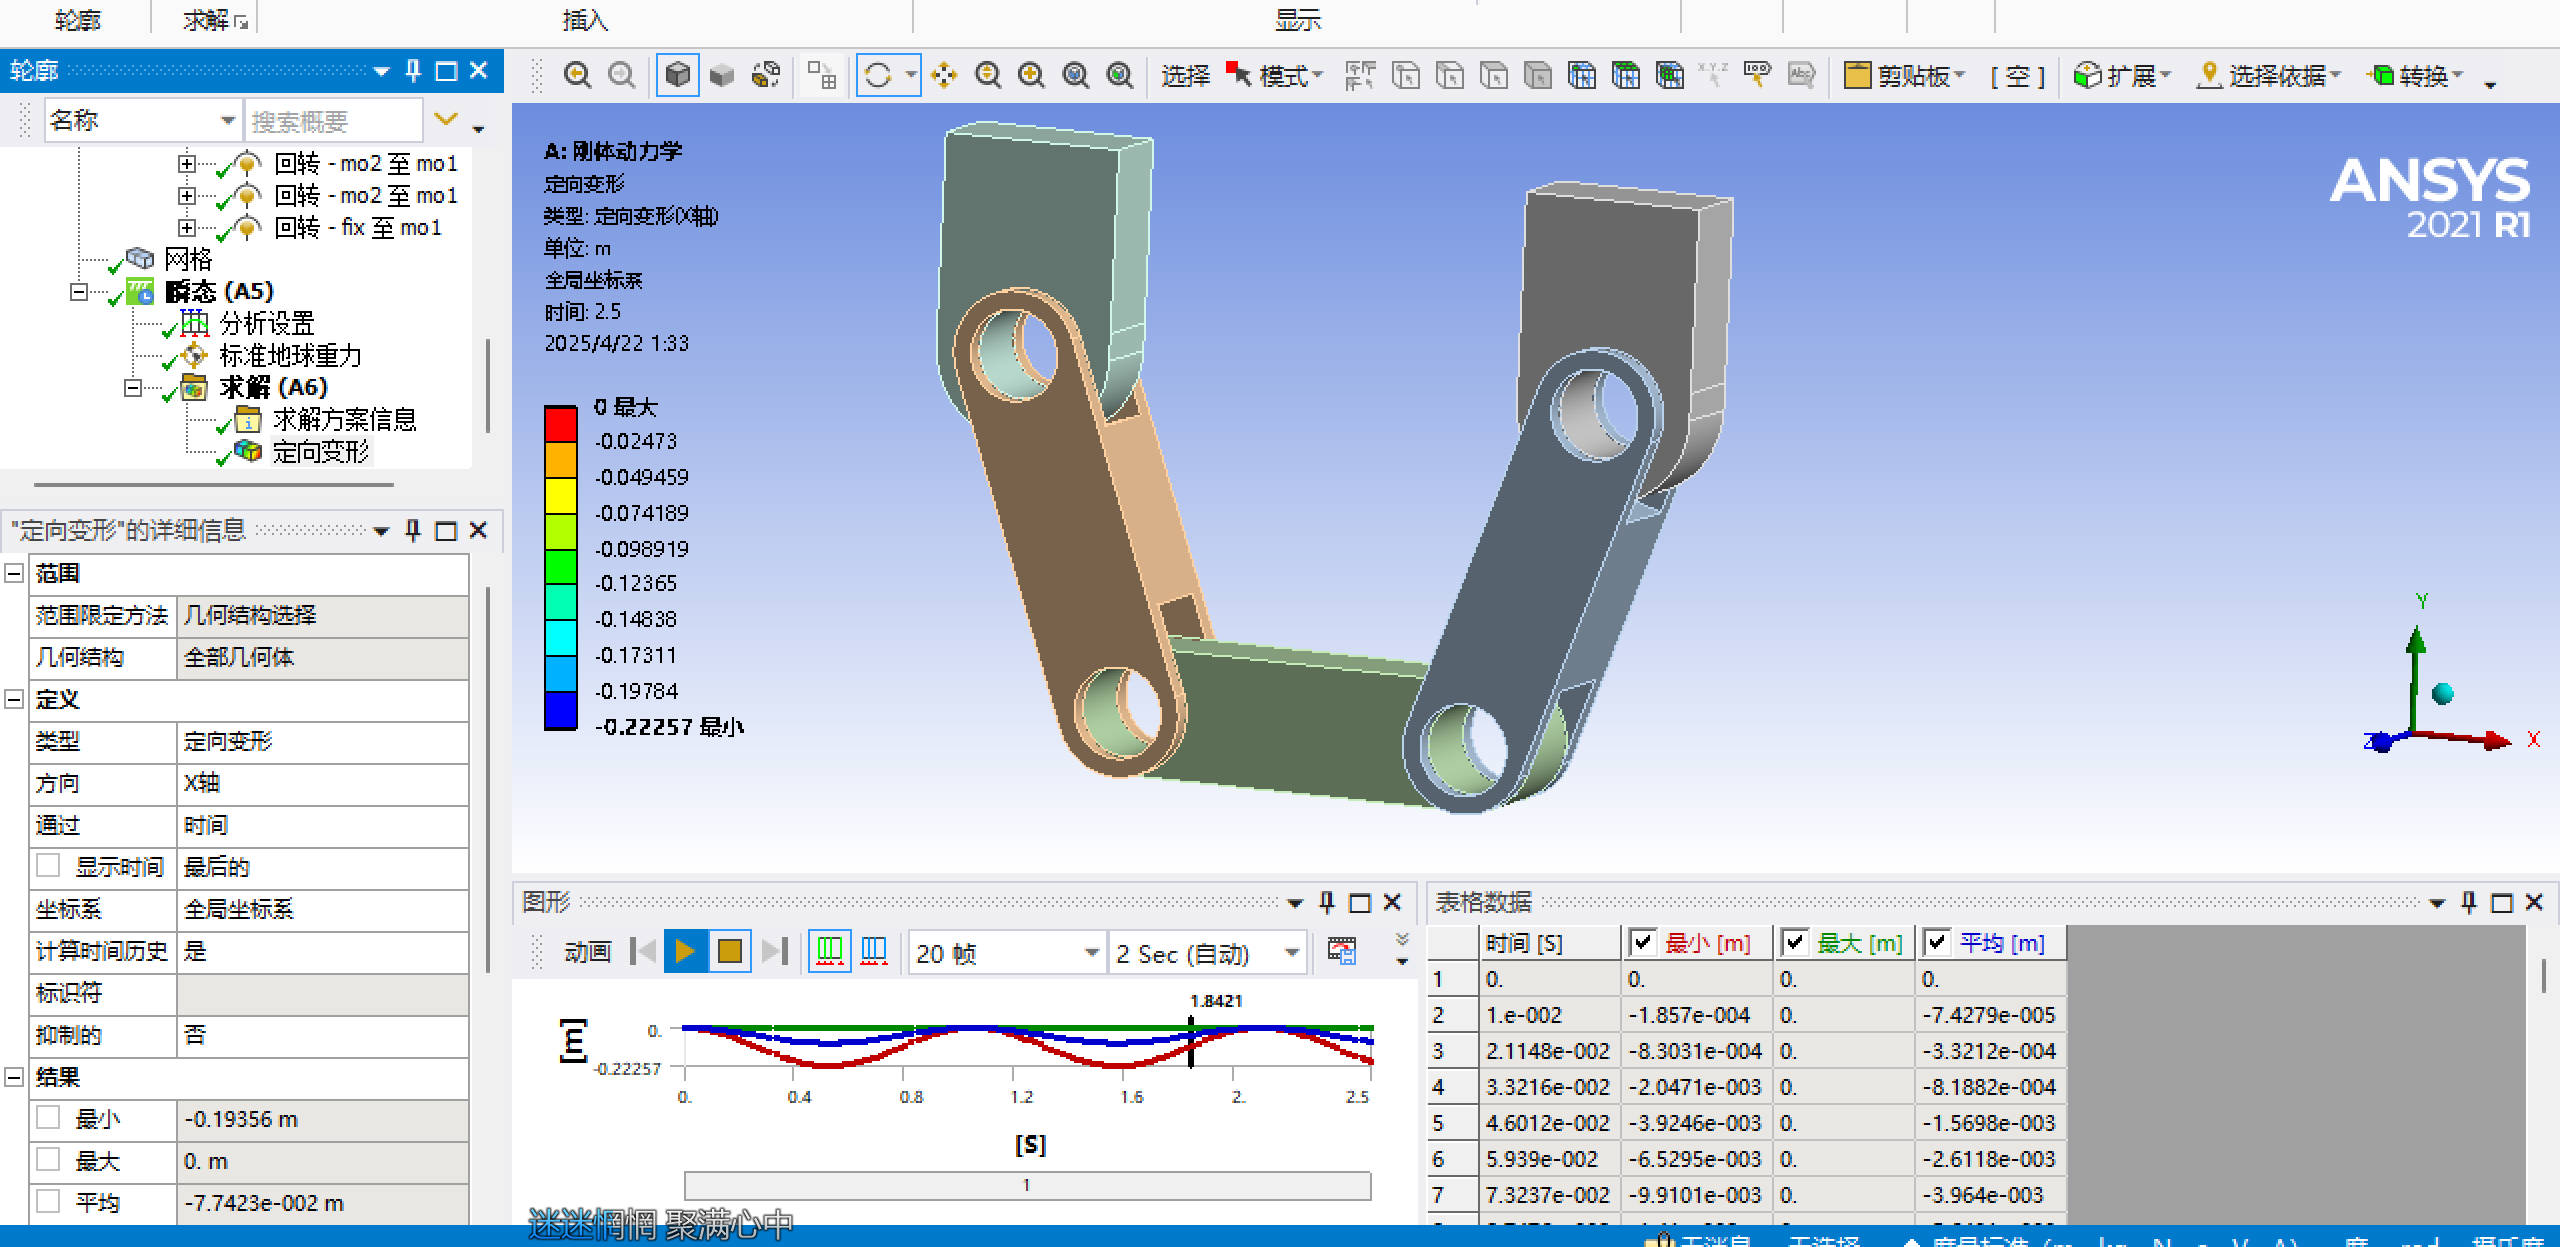 轮廓 求解 插入 显示
轮廓
选择 模式 剪贴板 [ 空 ] 扩展 选择依据 转换
名称 搜索概要
回转 - mo2 至 mo1
回转 - mo2 至 mo1
回转 - fix 至 mo1
网格
瞬态 (A5)
分析设置
标准地球重力
求解 (A6)
求解方案信息
定向变形
"定向变形"的详细信息
范围
范围限定方法 几何结构选择
几何结构 全部几何体
定义
类型 定向变形
方向 X轴
通过 时间
显示时间 最后的
坐标系 全局坐标系
计算时间历史 是
标识符
抑制的 否
结果
最小 -0.19356 m
最大 0. m
平均 -7.7423e-002 m
A: 刚体动力学
定向变形
类型: 定向变形(X轴)
单位: m
全局坐标系
时间: 2.5
2025/4/22 1:33
0 最大
-0.02473
-0.049459
-0.074189
-0.098919
-0.12365
-0.14838
-0.17311
-0.19784
-0.22257 最小
ANSYS
2021 R1
Y
Z X
图形
动画 20 帧 2 Sec (自动)
1.8421
[m]
0.
-0.22257
0. 0.4 0.8 1.2 1.6 2. 2.5
[S]
1
表格数据
时间 [S] 最小 [m] 最大 [m] 平均 [m]
1 0. 0. 0. 0.
2 1.e-002 -1.857e-004 0. -7.4279e-005
3 2.1148e-002 -8.3031e-004 0. -3.3212e-004
4 3.3216e-002 -2.0471e-003 0. -8.1882e-004
5 4.6012e-002 -3.9246e-003 0. -1.5698e-003
6 5.939e-002 -6.5295e-003 0. -2.6118e-003
7 7.3237e-002 -9.9101e-003 0. -3.964e-003
迷迷惘惘 聚满心中